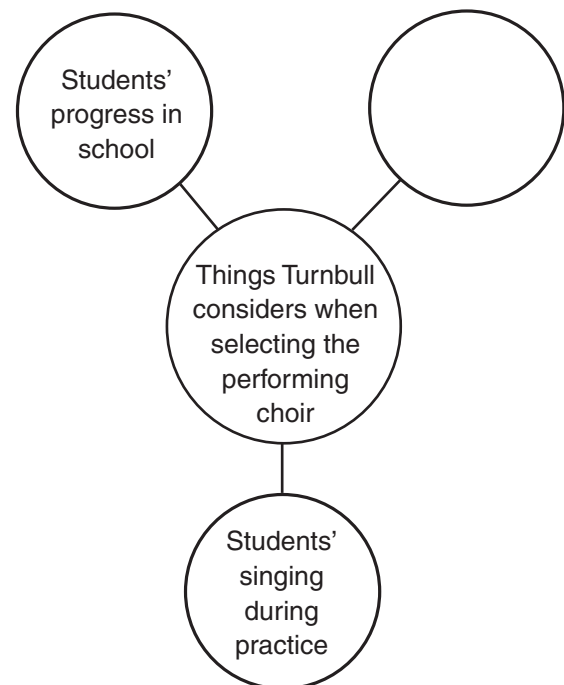 Students’
progress in
school
Things Turnbull
considers when
selecting the
performing
choir
Students’
singing
during
practice